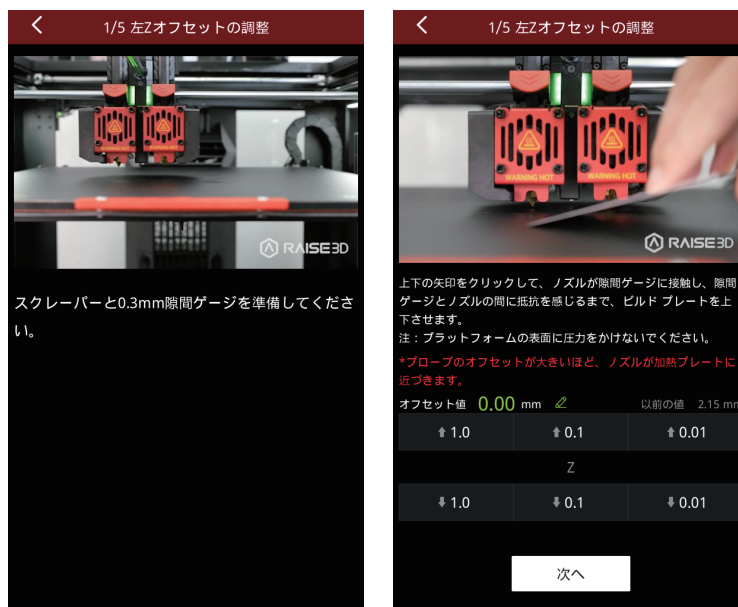 1/5 左Zオフセットの調整
WARNING HOT
WARNING HOT
RAISE3D
スクレーパーと0.3mm隙間ゲージを準備してくださ
い。
1/5 左Zオフセットの調整
WARNING HOT
WARNING HOT
RAISE3D
上下の矢印をクリックして、ノズルが隙間ゲージに接触し、隙間
ゲージとノズルの間に抵抗を感じるまで、ビルド プレートを上
下させます。
注：プラットフォームの表面に圧力をかけないでください。
*プローブのオフセットが大きいほど、ノズルが加熱プレートに
近づきます。
オフセット値 0.00 mm 以前の値 2.15 mm
1.0 0.1 0.01
Z
1.0 0.1 0.01
次へ